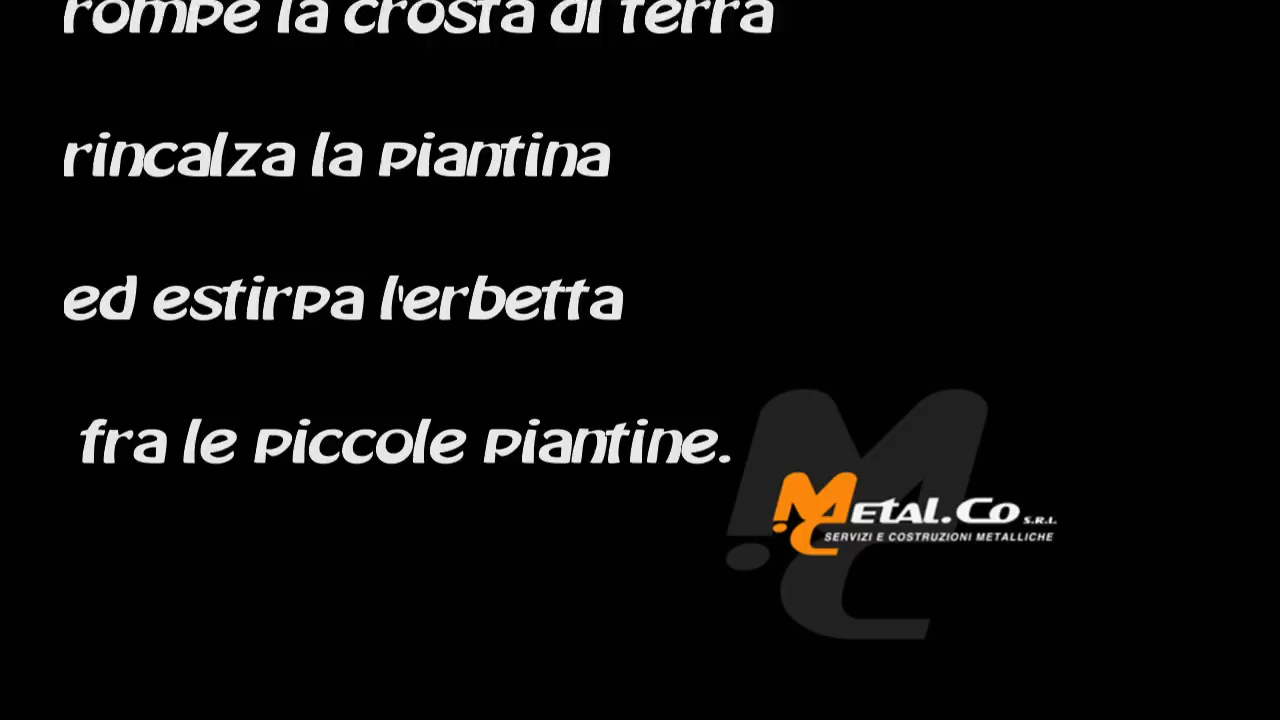 rompe la crosta di terra
rincalza la piantina
ed estirpa l'erbetta
fra le piccole piantine.
METAL.CO S.R.L.
SERVIZI E COSTRUZIONI METALLICHE